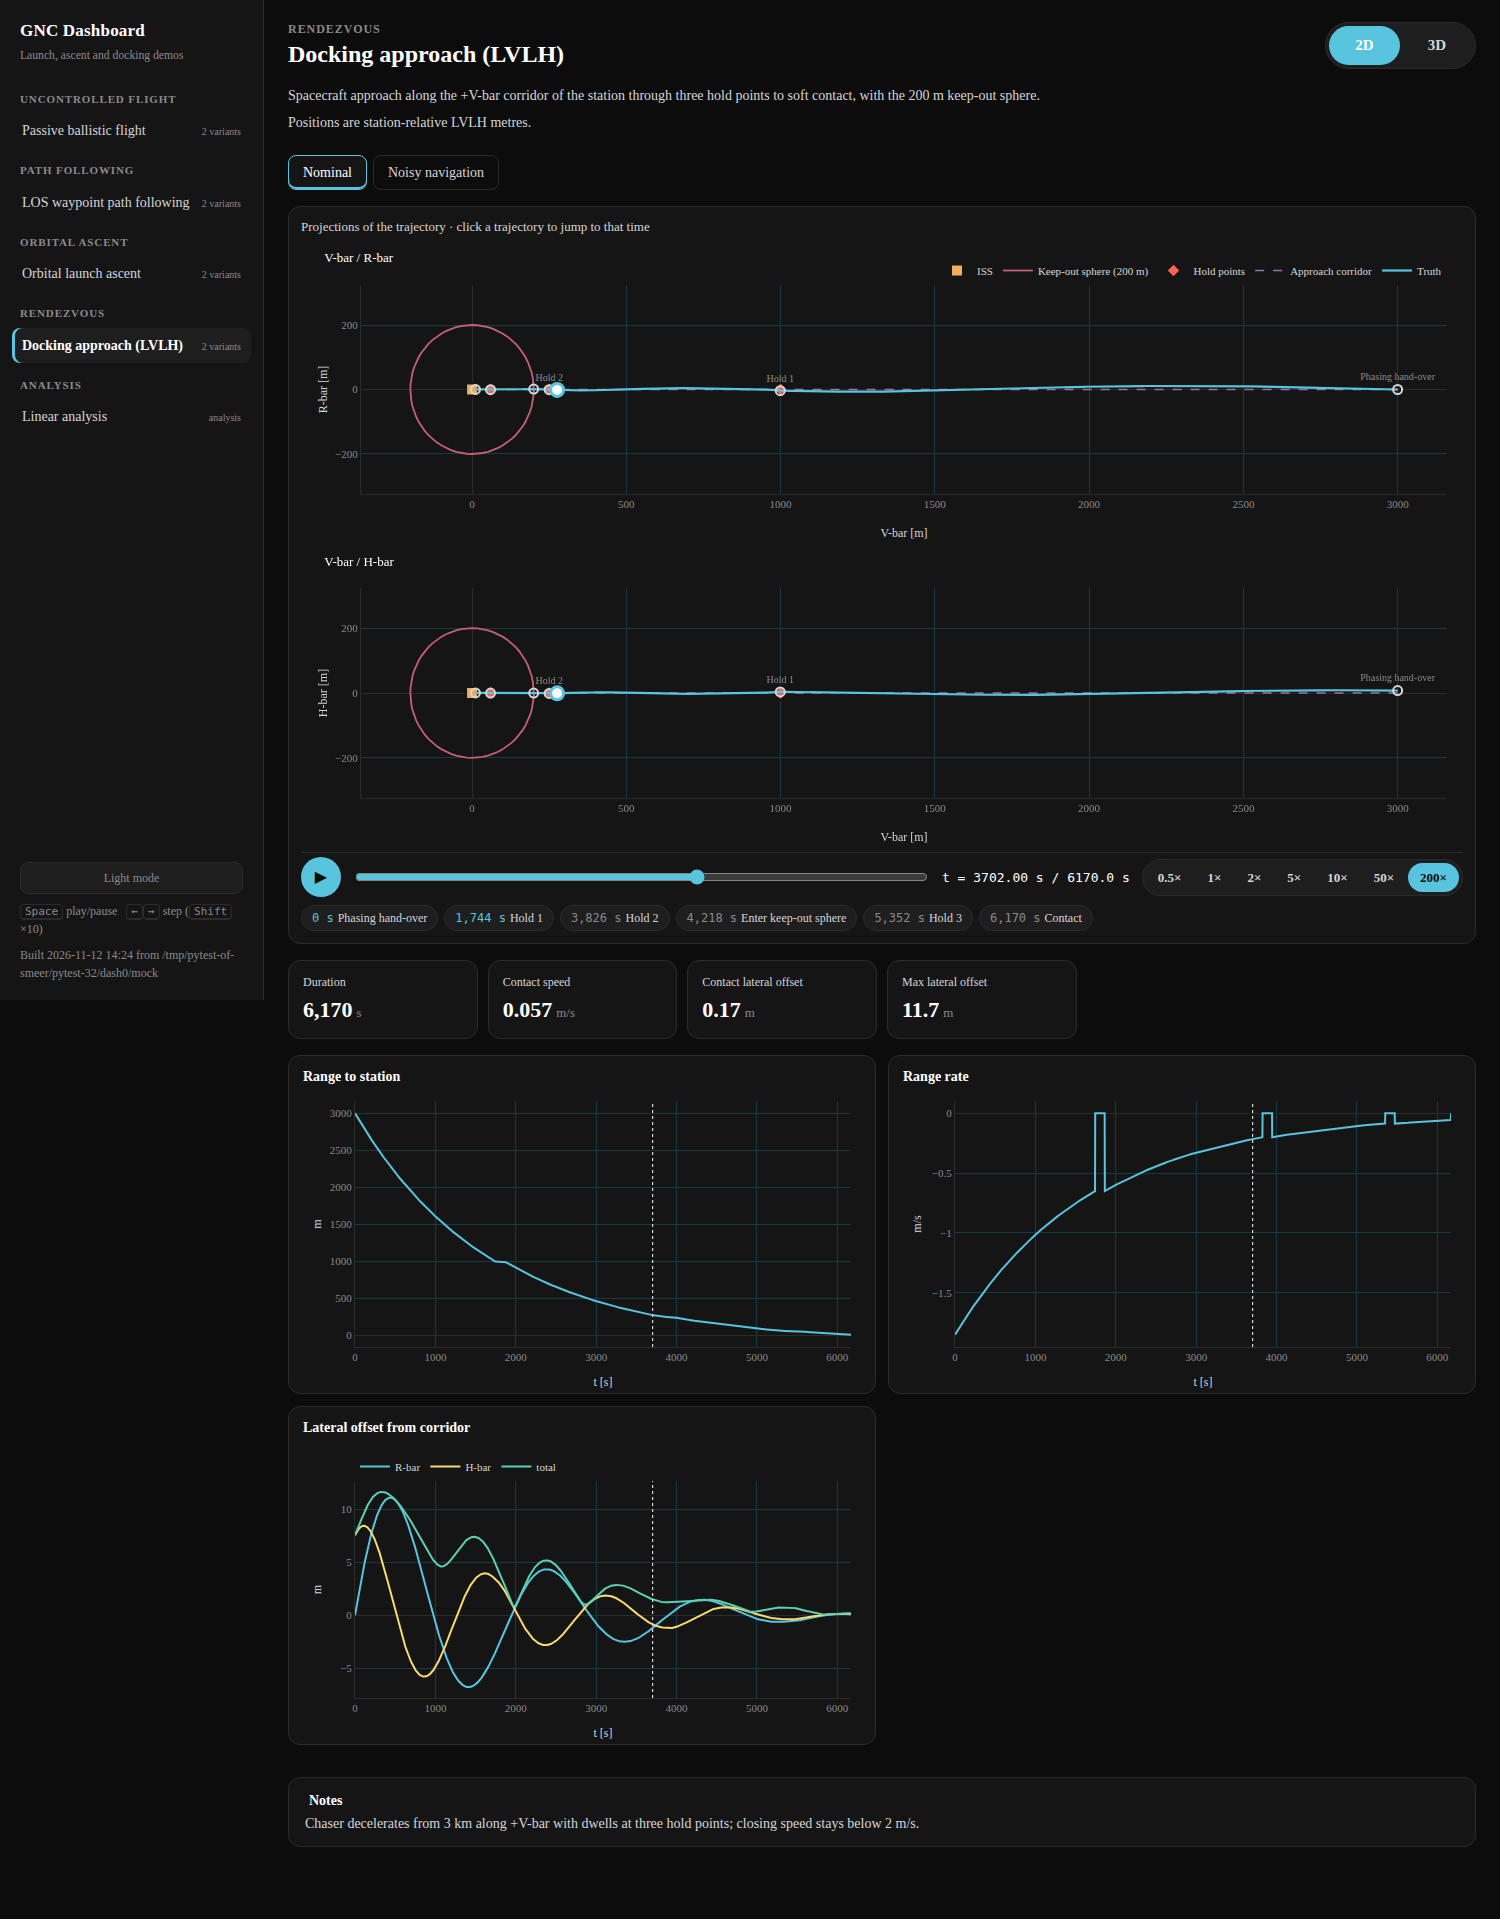 GNC Dashboard
Launch, ascent and docking demos
UNCONTROLLED FLIGHT
Passive ballistic flight 2 variants
PATH FOLLOWING
LOS waypoint path following 2 variants
ORBITAL ASCENT
Orbital launch ascent 2 variants
RENDEZVOUS
Docking approach (LVLH) 2 variants
ANALYSIS
Linear analysis analysis
Light mode
Space play/pause ← → step (Shift
×10)
Built 2026-11-12 14:24 from /tmp/pytest-of-
smeer/pytest-32/dash0/mock
RENDEZVOUS
Docking approach (LVLH)
2D 3D
Spacecraft approach along the +V-bar corridor of the station through three hold points to soft contact, with the 200 m keep-out sphere.
Positions are station-relative LVLH metres.
Nominal Noisy navigation
Projections of the trajectory · click a trajectory to jump to that time
V-bar / R-bar
ISS Keep-out sphere (200 m) Hold points Approach corridor Truth
200
0
−200
R-bar [m]
Hold 2 Hold 1 Phasing hand-over
0 500 1000 1500 2000 2500 3000
V-bar [m]
V-bar / H-bar
200
0
−200
H-bar [m]
Hold 2 Hold 1 Phasing hand-over
0 500 1000 1500 2000 2500 3000
V-bar [m]
▶ t = 3702.00 s / 6170.0 s 0.5× 1× 2× 5× 10× 50× 200×
0 s Phasing hand-over 1,744 s Hold 1 3,826 s Hold 2 4,218 s Enter keep-out sphere 5,352 s Hold 3 6,170 s Contact
Duration
6,170 s
Contact speed
0.057 m/s
Contact lateral offset
0.17 m
Max lateral offset
11.7 m
Range to station
3000
2500
2000
1500
1000
500
0
m
0 1000 2000 3000 4000 5000 6000
t [s]
Range rate
0
−0.5
−1
−1.5
m/s
0 1000 2000 3000 4000 5000 6000
t [s]
Lateral offset from corridor
R-bar H-bar total
10
5
0
−5
m
0 1000 2000 3000 4000 5000 6000
t [s]
Notes
Chaser decelerates from 3 km along +V-bar with dwells at three hold points; closing speed stays below 2 m/s.